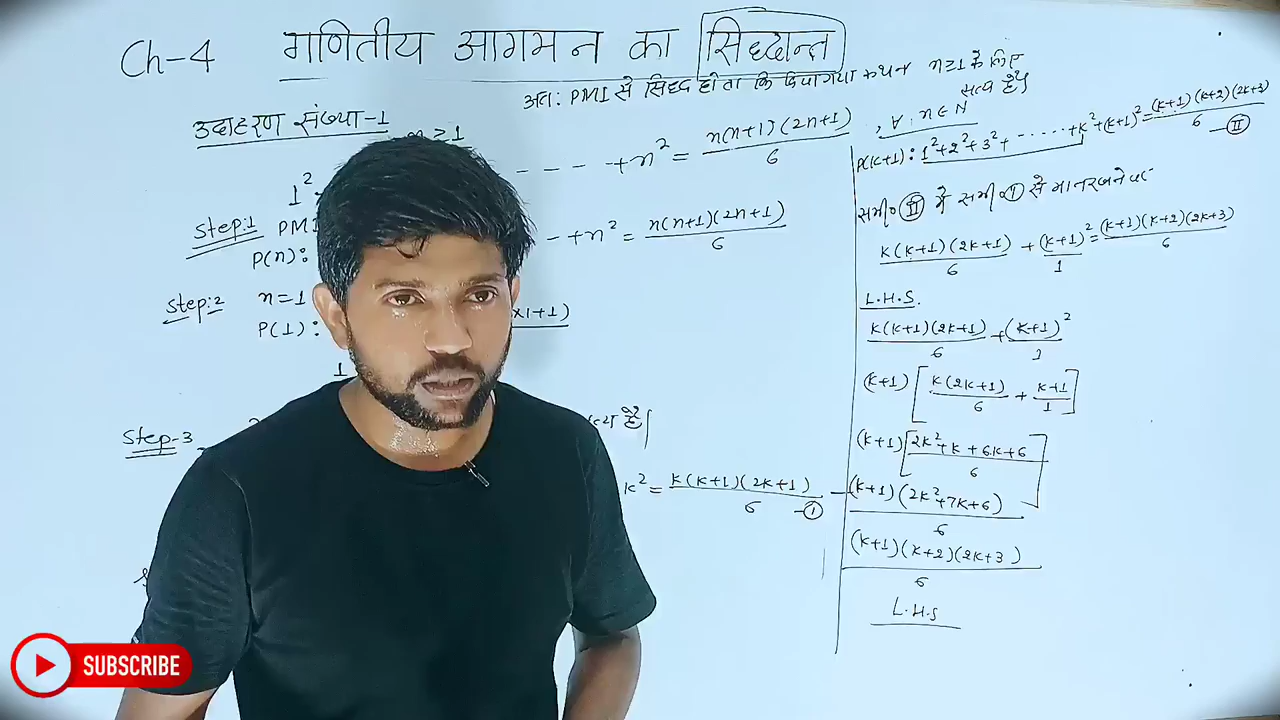 Ch-4 गणितीय आगमन का सिध्दान्त
अतः PMI से सिध्द होता कि दिया गया कथन n≥1 के लिए सत्य है।
उदाहरण संख्या-1
n≥1
, ∀ n∈N
1² - - - - +n² = n(n+1)(2n+1)/6
step:1 PMI
P(n): - +n² = n(n+1)(2n+1)/6
step:2 n=1
P(1): ×1+1)
1
Step-3 है।
k² = k(k+1)(2k+1)/6 -①
P(k+1): 1²+2²+3²+ ......+k²+(k+1)² = (k+1)(k+2)(2k+3)/6 -Ⅱ
समी० Ⅱ में समी० Ⅰ से मान रखने पर
k(k+1)(2k+1)/6 + (k+1)²/1 = (k+1)(k+2)(2k+3)/6
L.H.S.
k(k+1)(2k+1)/6 + (k+1)²/1
(k+1)[k(2k+1)/6 + k+1/1]
(k+1)[2k²+k+6k+6/6]
(k+1)(2k²+7k+6)/6
(k+1)(k+2)(2k+3)/6
L.H.S
SUBSCRIBE